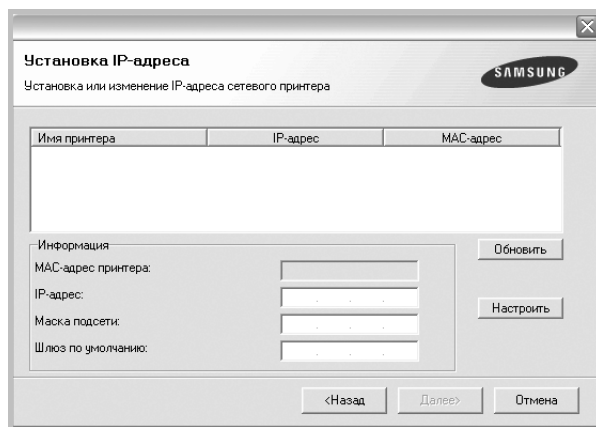 Установка IP-адреса
Установка или изменение IP-адреса сетевого принтера
SAMSUNG
Имя принтера IP-адрес MAC-адрес
Информация
Обновить
MAC-адрес принтера:
IP-адрес:
Настроить
Маска подсети:
Шлюз по умолчанию:
<Назад Далее> Отмена